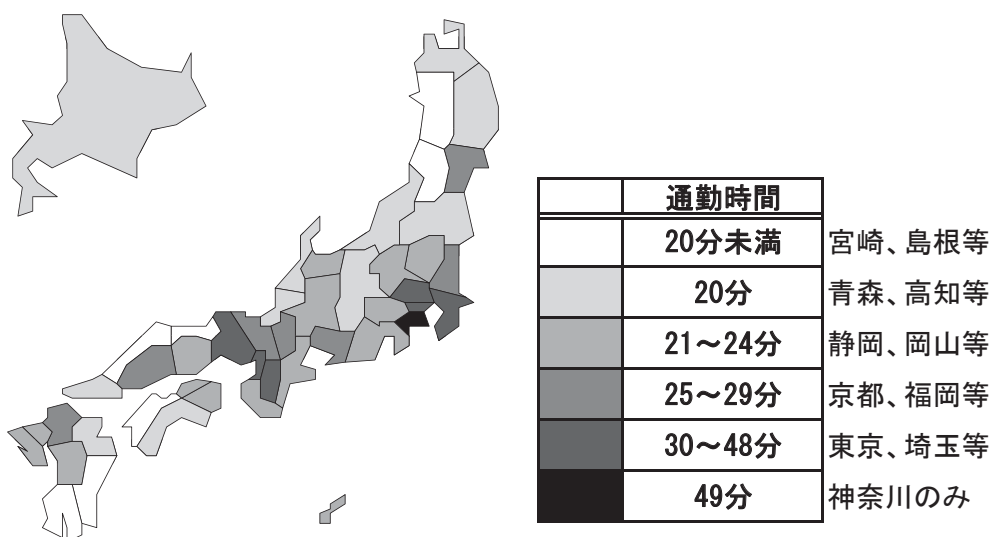 通勤時間
20分未満 宮崎、島根等
20分 青森、高知等
21～24分 静岡、岡山等
25～29分 京都、福岡等
30～48分 東京、埼玉等
49分 神奈川のみ